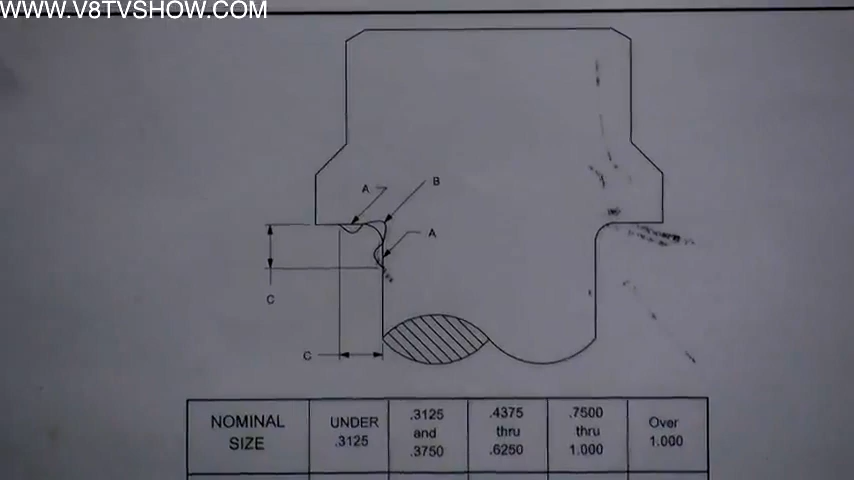 WWW.V8TVSHOW.COM
A
B
A
C
C
NOMINAL SIZE
UNDER .3125
.3125 and .3750
.4375 thru .6250
.7500 thru 1.000
Over 1.000